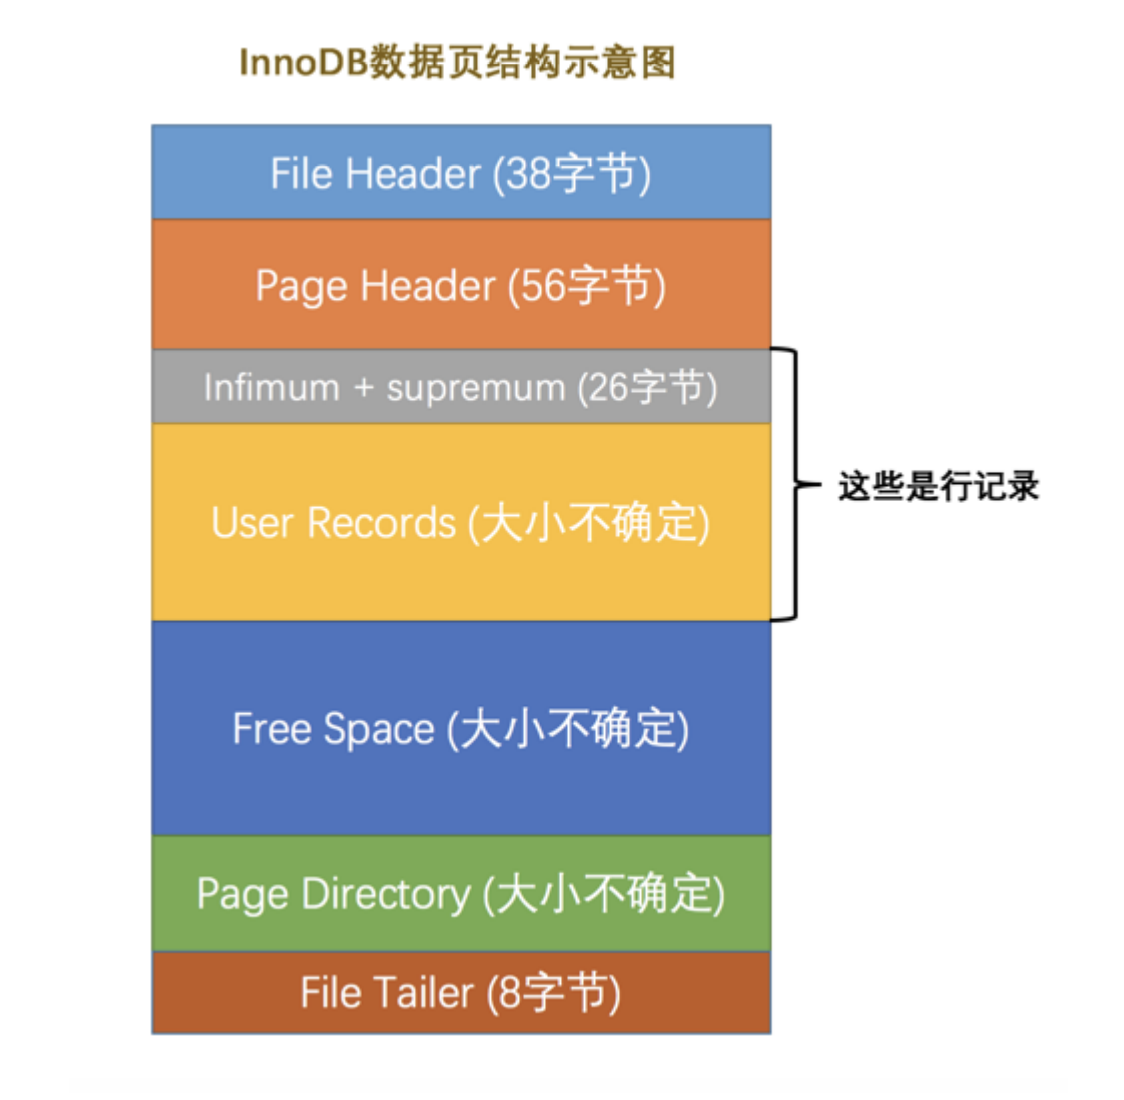 InnoDB数据页结构示意图
File Header (38字节)
Page Header (56字节)
Infimum + supremum (26字节)
User Records (大小不确定)
这些是行记录
Free Space (大小不确定)
Page Directory (大小不确定)
File Tailer (8字节)